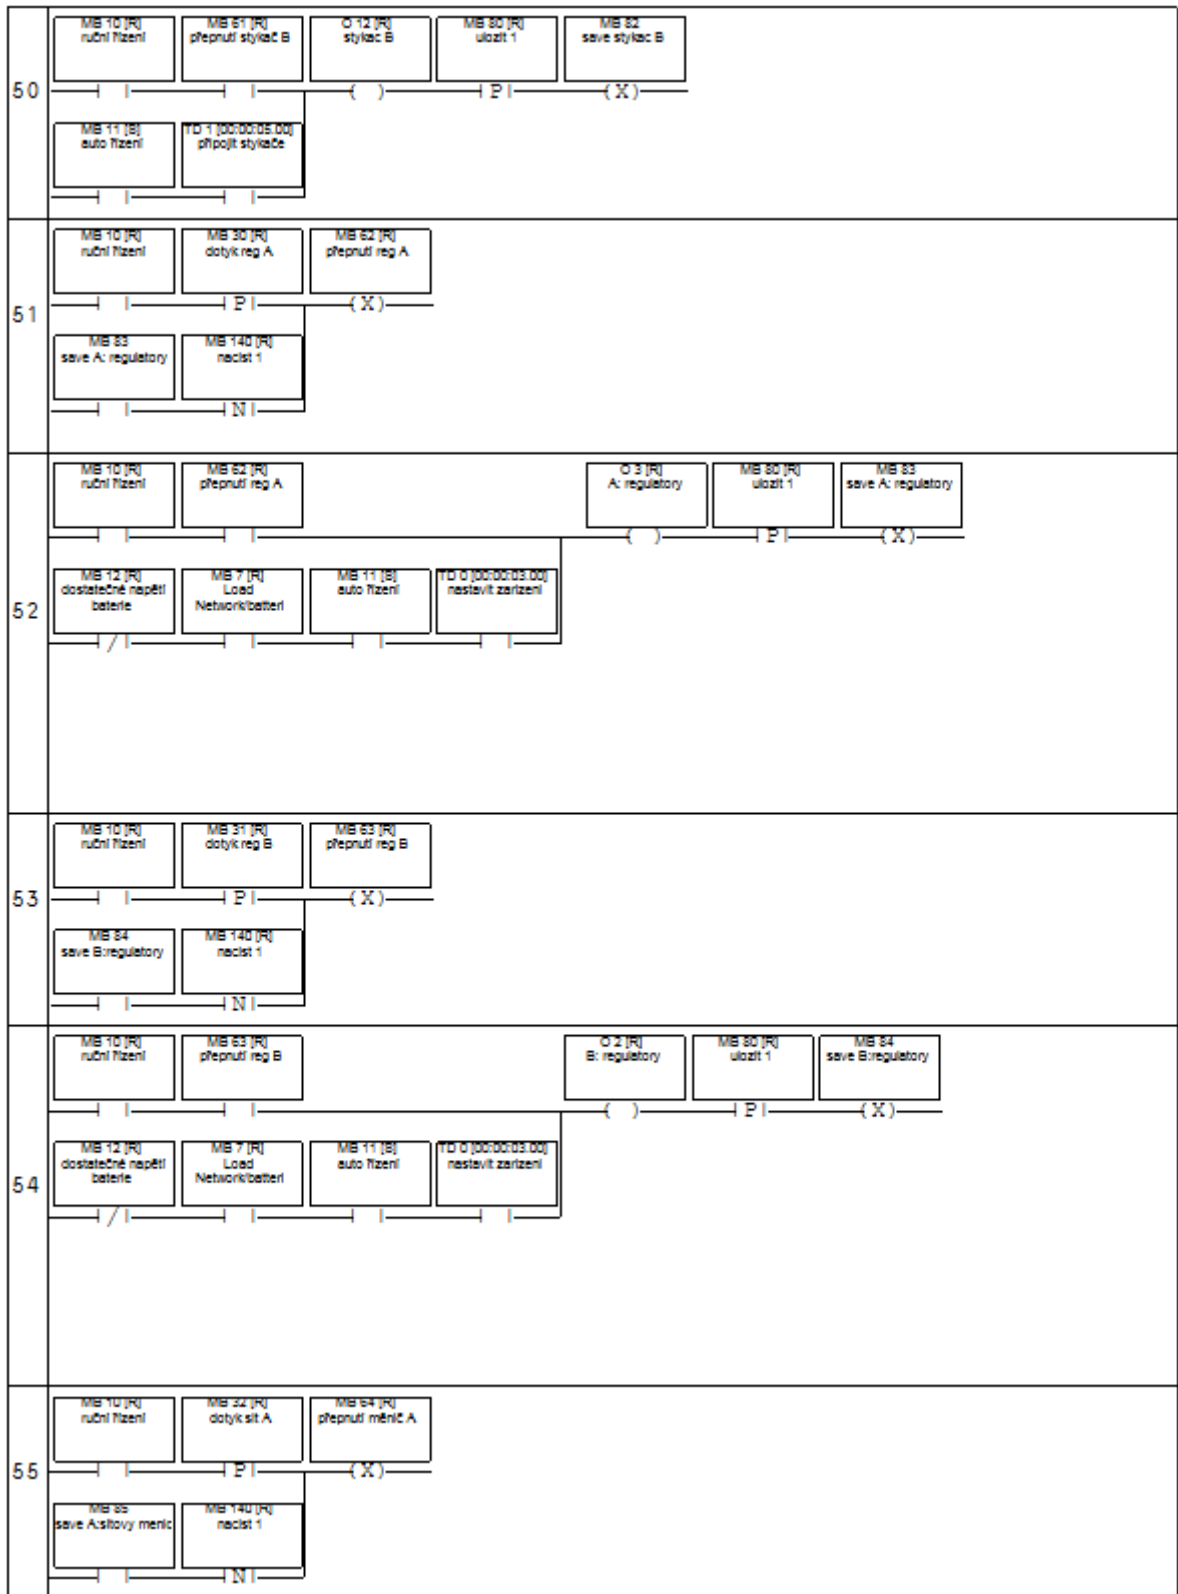 MB 10 [R] MB 61 [R] O 12 [R] MB 80 [R] MB 82
ruční řízení přepnutí stykač B stykac B ulozit 1 save stykac B
50
( ) P (X)
MB 11 [S] TD 1 [00:00:05.00]
auto řízení připojit stykače
MB 10 [R] MB 30 [R] MB 62 [R]
ruční řízení dotyk reg A přepnutí reg A
P (X)
51
MB 83 MB 140 [R]
save A: regulatory nacist 1
N
MB 10 [R] MB 62 [R] O 3 [R] MB 80 [R] MB 83
ruční řízení přepnutí reg A A: regulatory ulozit 1 save A: regulatory
( ) P (X)
MB 12 [R] MB 7 [R] MB 11 [S] TD 0 [00:00:03.00]
dostatečné napětí Load auto řízení nastavit zarizeni
baterie Network/batteri
52
/
MB 10 [R] MB 31 [R] MB 63 [R]
ruční řízení dotyk reg B přepnutí reg B
53
P (X)
MB 84 MB 140 [R]
save B:regulatory nacist 1
N
MB 10 [R] MB 63 [R] O 2 [R] MB 80 [R] MB 84
ruční řízení přepnutí reg B B: regulatory ulozit 1 save B:regulatory
( ) P (X)
MB 12 [R] MB 7 [R] MB 11 [S] TD 0 [00:00:03.00]
dostatečné napětí Load auto řízení nastavit zarizeni
baterie Network/batteri
54
/
MB 10 [R] MB 32 [R] MB 64 [R]
ruční řízení dotyk sit A přepnutí měnič A
55
P (X)
MB 85 MB 140 [R]
save A:sitovy menic nacist 1
N